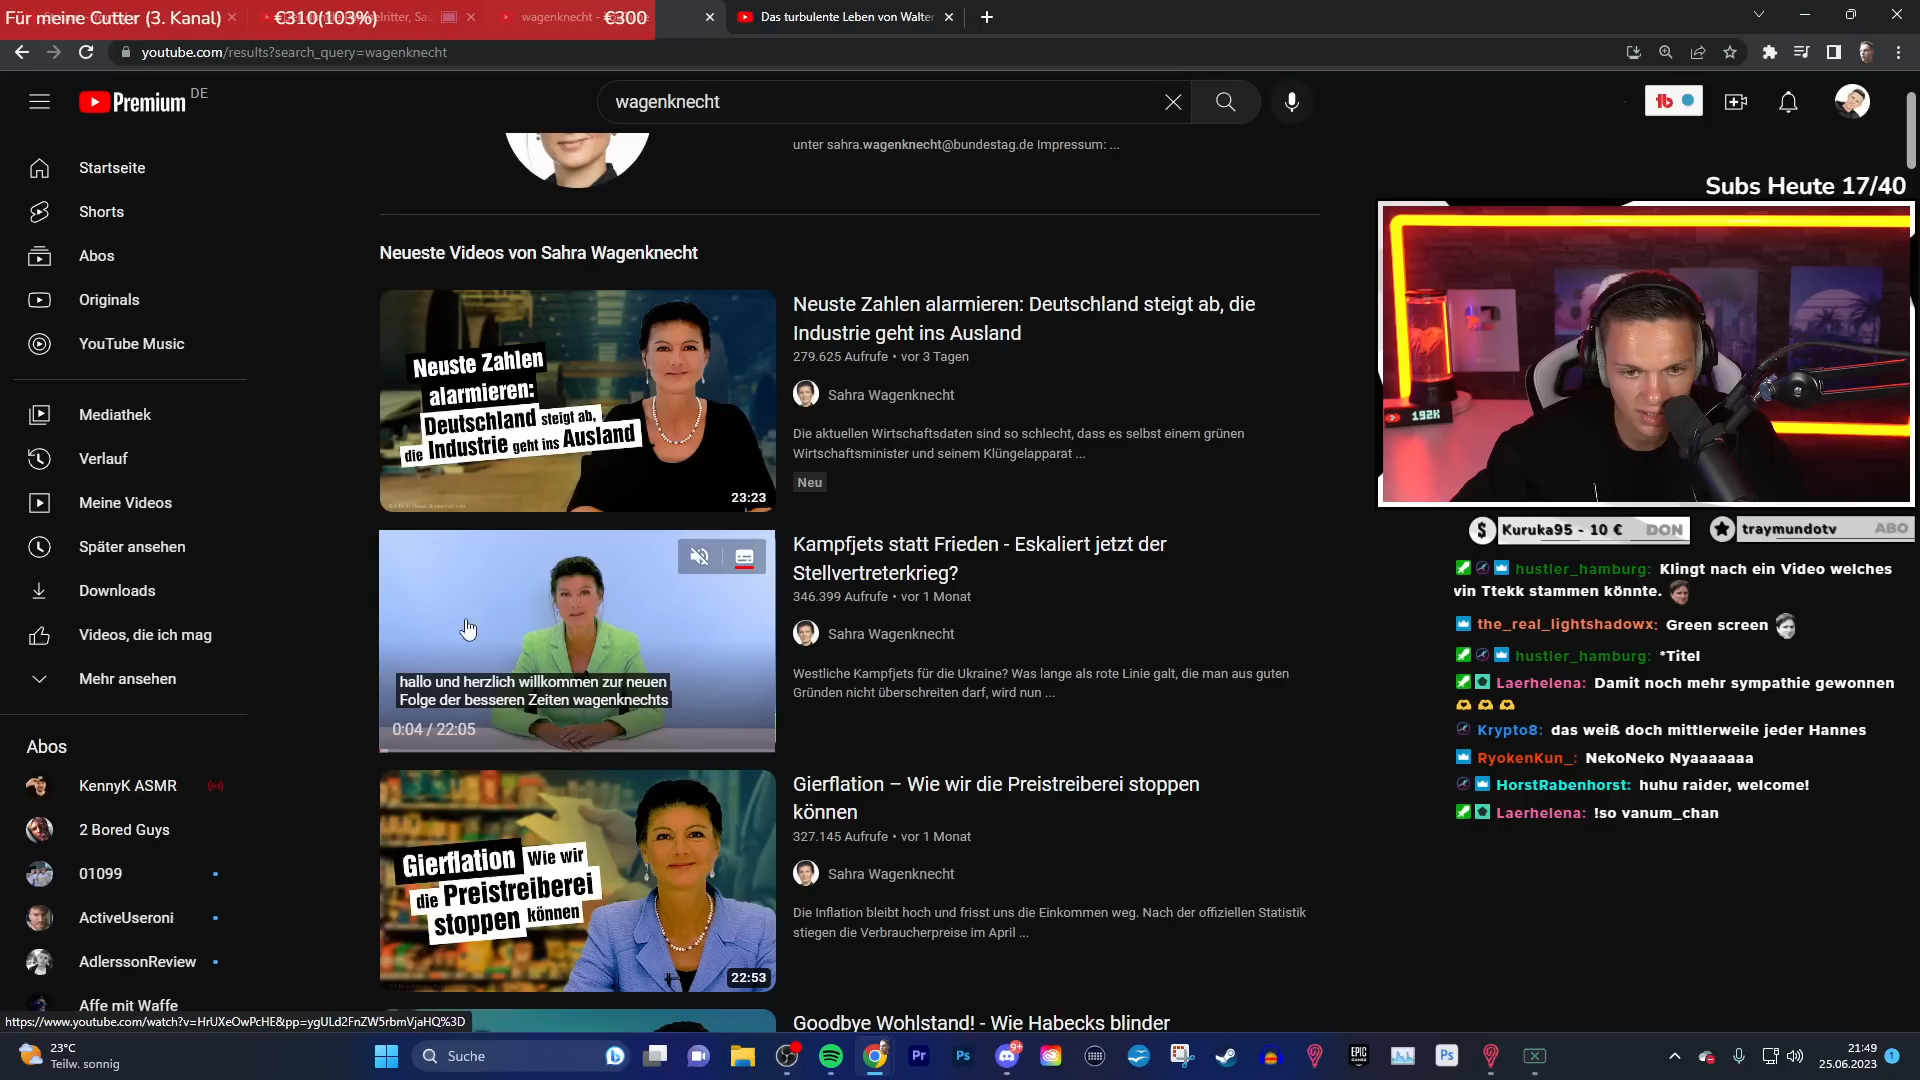 Für meine Cutter (3. Kanal)
€310 (103%)
€300
Das turbulente Leben von Walter
youtube.com/results?search_query=wagenknecht
Premium DE
wagenknecht
unter sahra.wagenknecht@bundestag.de Impressum: ...
Startseite
Shorts
Abos
Originals
YouTube Music
Mediathek
Verlauf
Meine Videos
Später ansehen
Downloads
Videos, die ich mag
Mehr ansehen
Abos
KennyK ASMR
2 Bored Guys
01099
ActiveUseroni
AdlerssonReview
Affe mit Waffe
Neueste Videos von Sahra Wagenknecht
Neuste Zahlen
alarmieren:
Deutschland steigt ab,
die Industrie geht ins Ausland
23:23
Neuste Zahlen alarmieren: Deutschland steigt ab, die
Industrie geht ins Ausland
279.625 Aufrufe • vor 3 Tagen
Sahra Wagenknecht
Die aktuellen Wirtschaftsdaten sind so schlecht, dass es selbst einem grünen
Wirtschaftsminister und seinem Klüngelapparat ...
Neu
hallo und herzlich willkommen zur neuen
Folge der besseren Zeiten wagenknechts
0:04 / 22:05
Kampfjets statt Frieden - Eskaliert jetzt der
Stellvertreterkrieg?
346.399 Aufrufe • vor 1 Monat
Sahra Wagenknecht
Westliche Kampfjets für die Ukraine? Was lange als rote Linie galt, die man aus guten
Gründen nicht überschreiten darf, wird nun ...
Gierflation Wie wir
die Preistreiberei
stoppen können
22:53
Gierflation – Wie wir die Preistreiberei stoppen
können
327.145 Aufrufe • vor 1 Monat
Sahra Wagenknecht
Die Inflation bleibt hoch und frisst uns die Einkommen weg. Nach der offiziellen Statistik
stiegen die Verbraucherpreise im April ...
Goodbye Wohlstand! - Wie Habecks blinder
Subs Heute 17/40
192K
Kuruka95 - 10 € DON
traymundotv ABO
hustler_hamburg: Klingt nach ein Video welches
vin Ttekk stammen könnte.
the_real_lightshadowx: Green screen
hustler_hamburg: *Titel
Laerhelena: Damit noch mehr sympathie gewonnen
Krypto8: das weiß doch mittlerweile jeder Hannes
RyokenKun_: NekoNeko Nyaaaaaaa
HorstRabenhorst: huhu raider, welcome!
Laerhelena: !so vanum_chan
https://www.youtube.com/watch?v=HrUXeOwPcHE&pp=ygULd2FnZW5rbmVjaHQ%3D
23°C
Teilw. sonnig
Suche
Pr
Ps
9+
EPIC
GAMES
Ps
21:49
25.06.2023
1